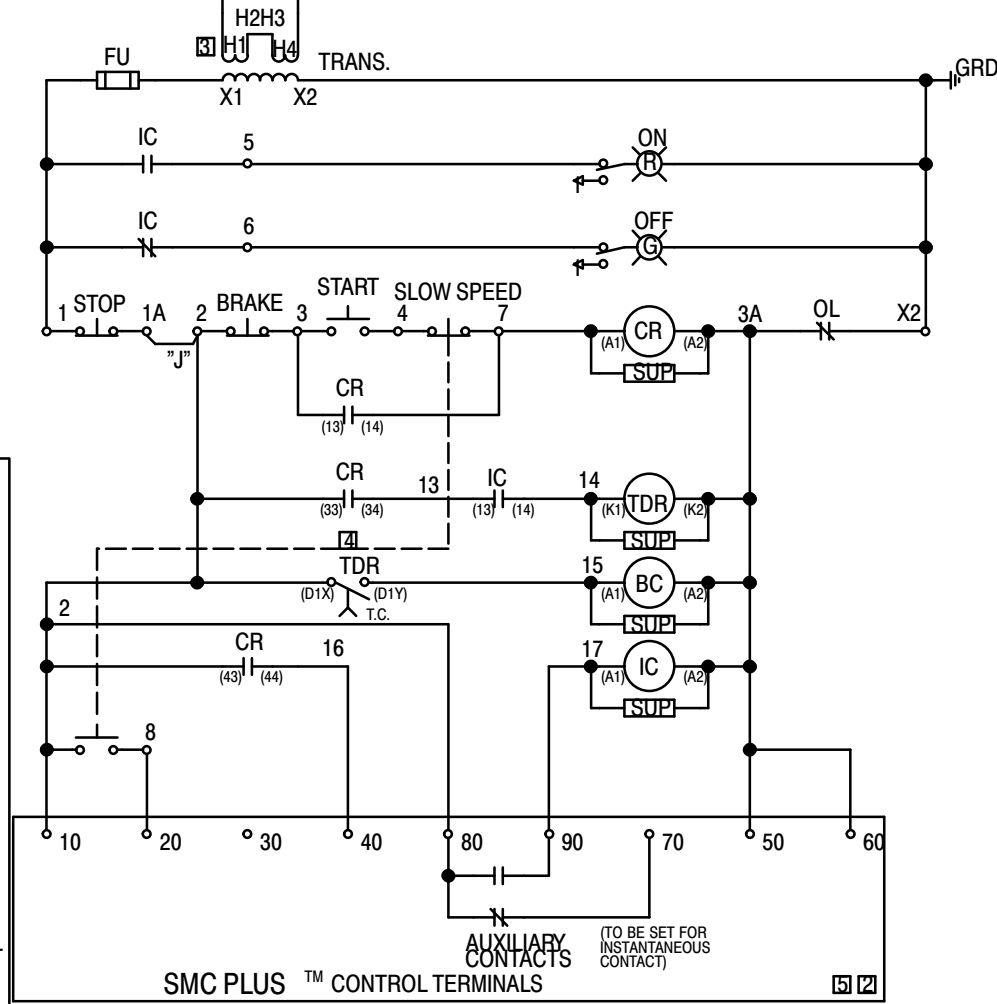 H2H3
3 H1 H4
FU TRANS.
X1 X2
GRD
IC 5 ON
R
IC 6 OFF
G
1 STOP 1A 2 BRAKE 3 START 4 SLOW SPEED 7 3A OL X2
"J"
(A1) CR (A2)
SUP
CR
(13) (14)
CR 13 IC 14
(33) (34) (13) (14) (K1) TDR (K2)
SUP
4
TDR 15
(D1X) (D1Y) (A1) BC (A2)
T.C.
SUP
2
CR 16 17
(43) (44) (A1) IC (A2)
SUP
8
10 20 30 40 80 90 70 50 60
AUXILIARY
CONTACTS
(TO BE SET FOR
INSTANTANEOUS
CONTACT)
SMC PLUS ™ CONTROL TERMINALS
5 2